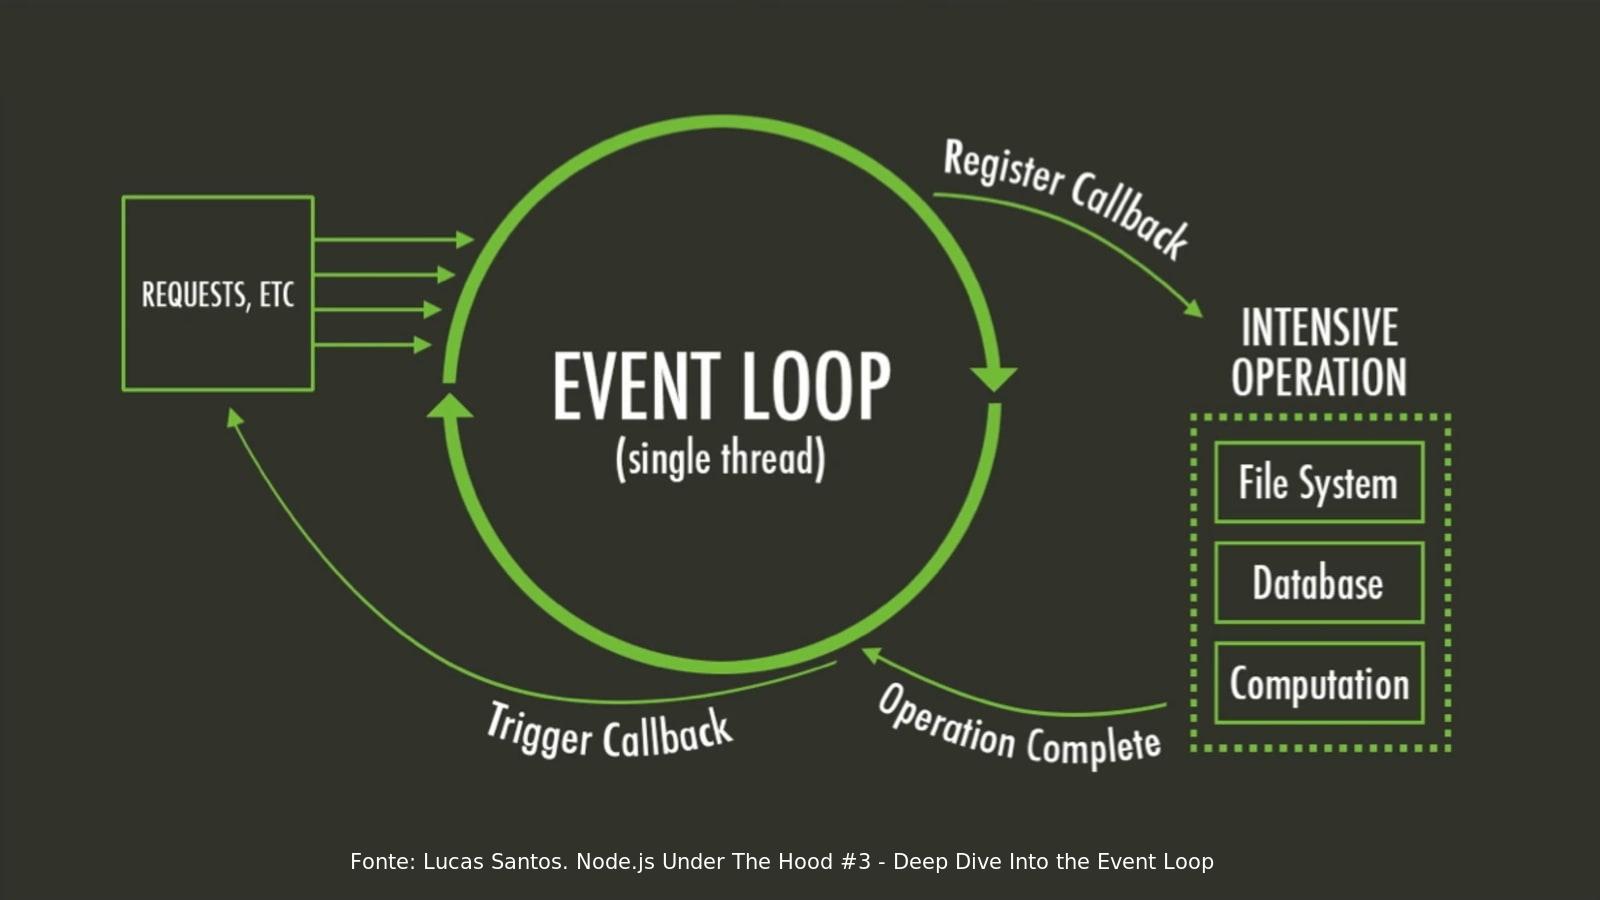 Register Callback
REQUESTS, ETC
EVENT LOOP
(single thread)
INTENSIVE
OPERATION
File System
Database
Computation
Operation Complete
Trigger Callback
Fonte: Lucas Santos. Node.js Under The Hood #3 - Deep Dive Into the Event Loop